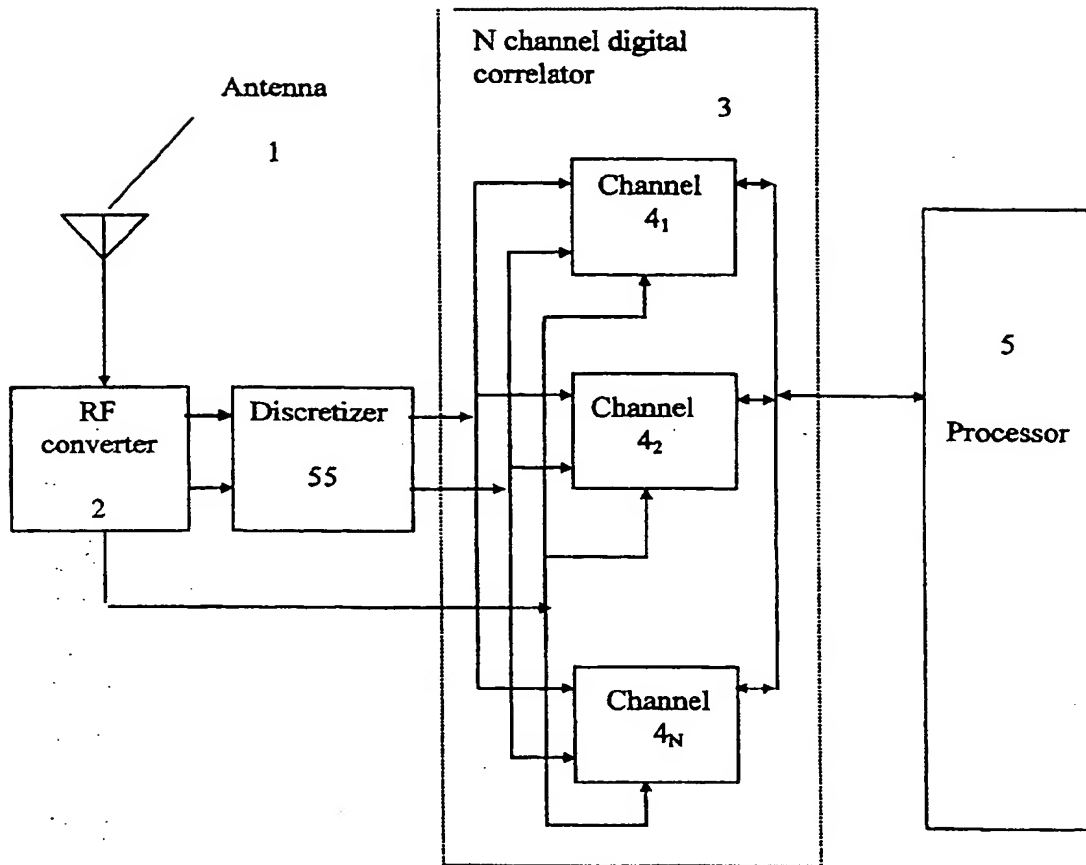 N channel digital
correlator
3
Antenna
1
Channel
4₁
RF
converter
2
Discretizer
55
Channel
4₂
5
Processor
Channel
4N